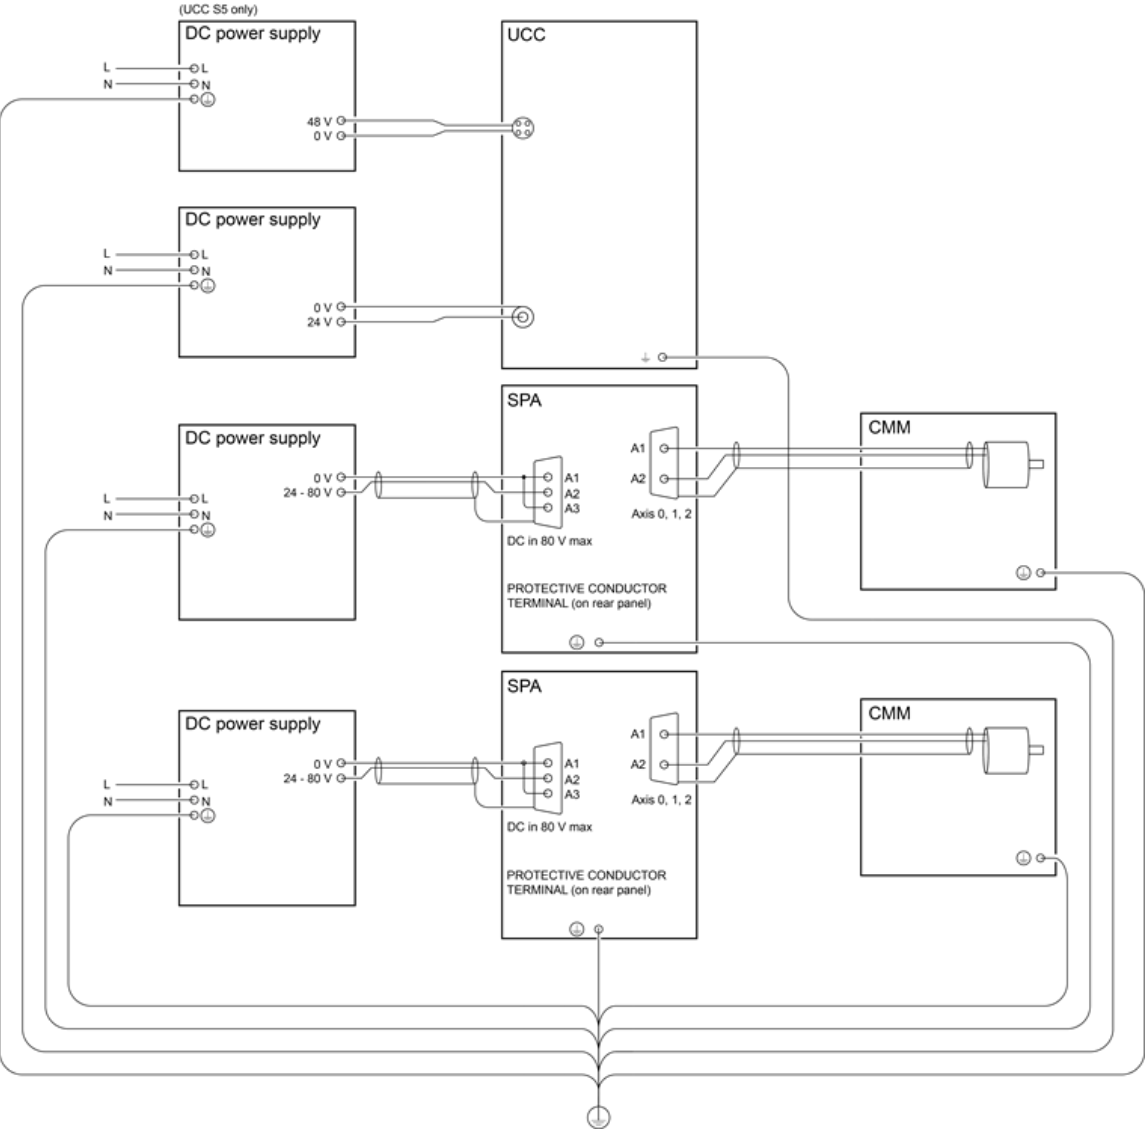 (UCC S5 only)
DC power supply
L
L
N
N
48 V
0 V
UCC
DC power supply
L
L
N
N
0 V
24 V
DC power supply
0 V
24 - 80 V
L
L
N
N
SPA
A1
A2
A1
A2
A3
Axis 0, 1, 2
DC in 80 V max
PROTECTIVE CONDUCTOR
TERMINAL (on rear panel)
CMM
DC power supply
0 V
24 - 80 V
L
L
N
N
SPA
A1
A2
A1
A2
A3
Axis 0, 1, 2
DC in 80 V max
PROTECTIVE CONDUCTOR
TERMINAL (on rear panel)
CMM